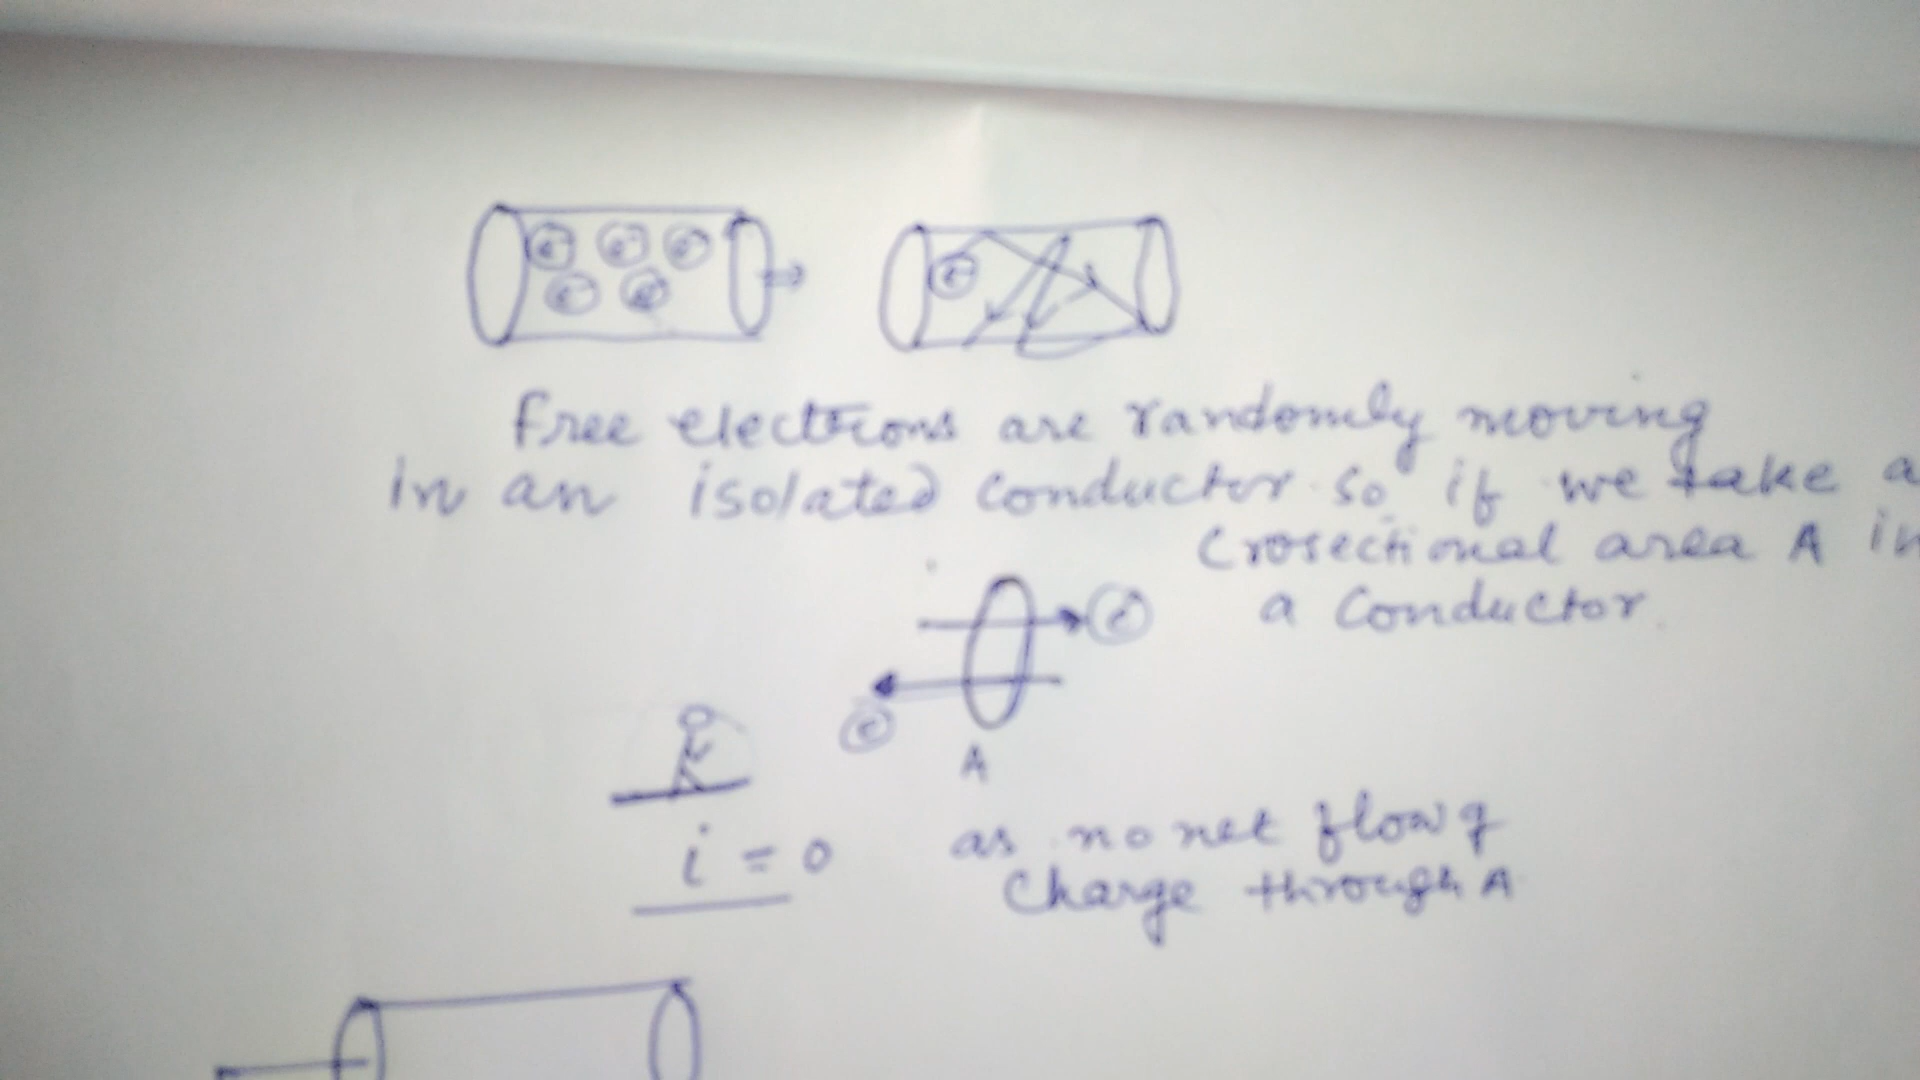 e⁻ e⁻ e⁻
e⁻ e⁻
e⁻
Free electrons are randomly moving
in an isolated conductor. So if we take a
Crosectional area A in
a Conductor.
e⁻
e⁻
A
i = 0 as no net flow of
Charge through A